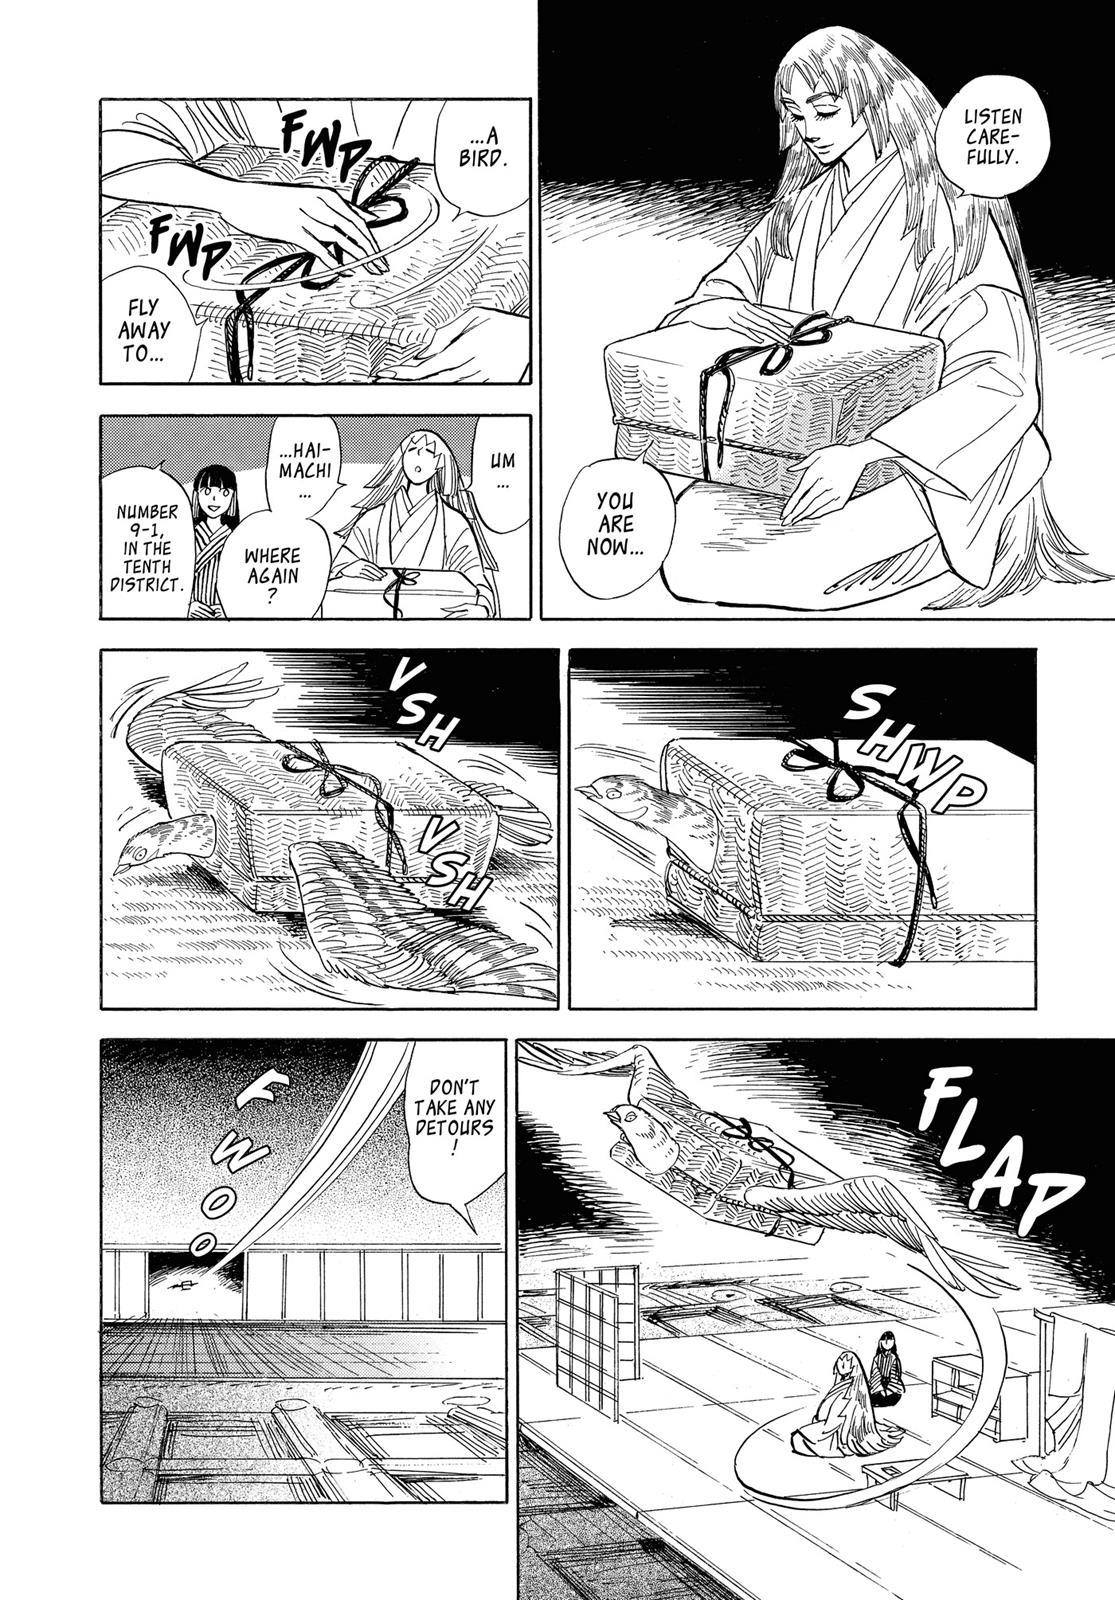 LISTEN
CARE-
FULLY.
YOU
ARE
NOW...
...A
BIRD.
FWP
FWP
FLY
AWAY
TO...
UM
...
...HAI-
MACHI
...
WHERE
AGAIN
?
NUMBER
9-1,
IN THE
TENTH
DISTRICT.
SHWP
VSH
VSH
FLAP
DON'T
TAKE ANY
DETOURS
!
FWOOO